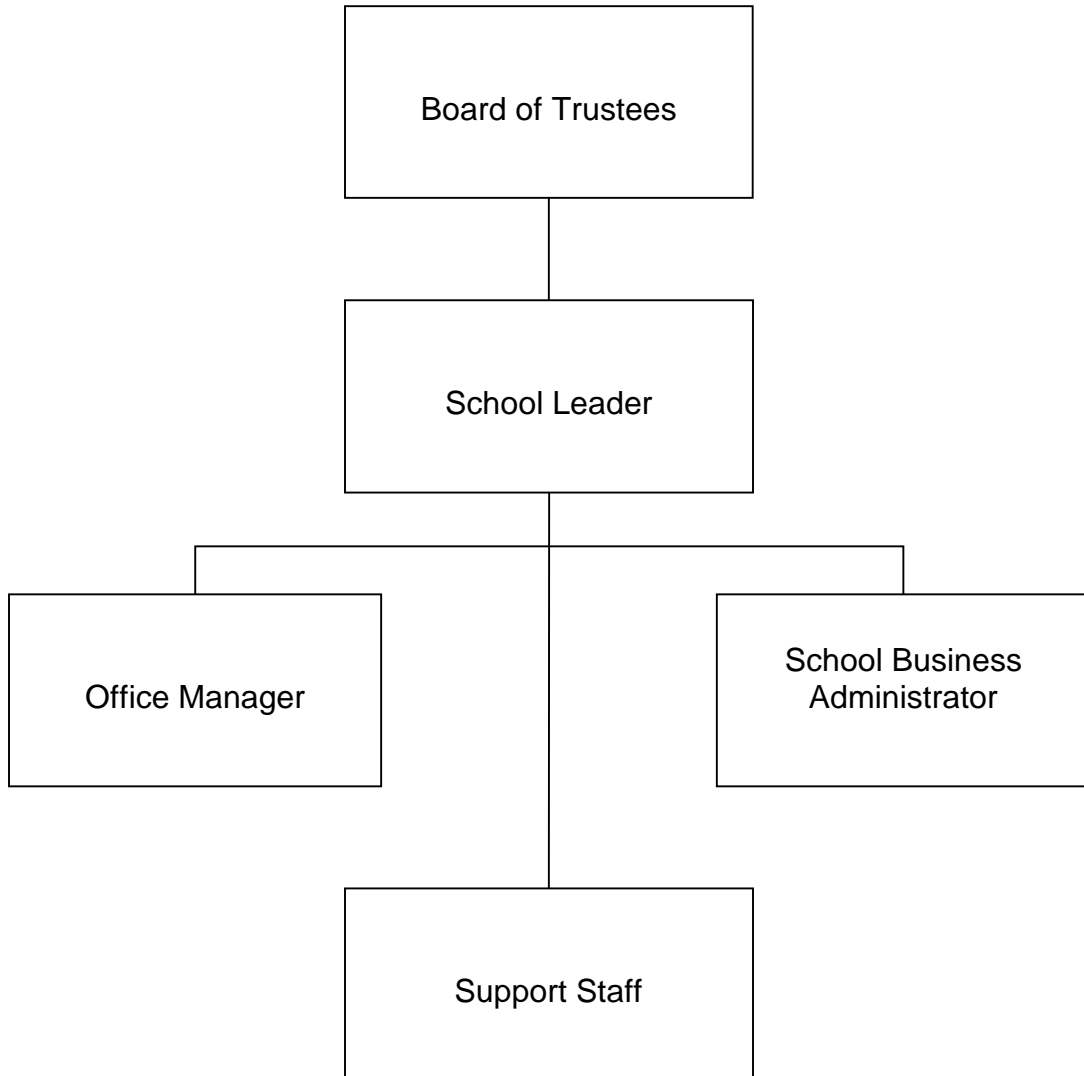 Board of Trustees
School Leader
Office Manager
School Business
Administrator
Support Staff